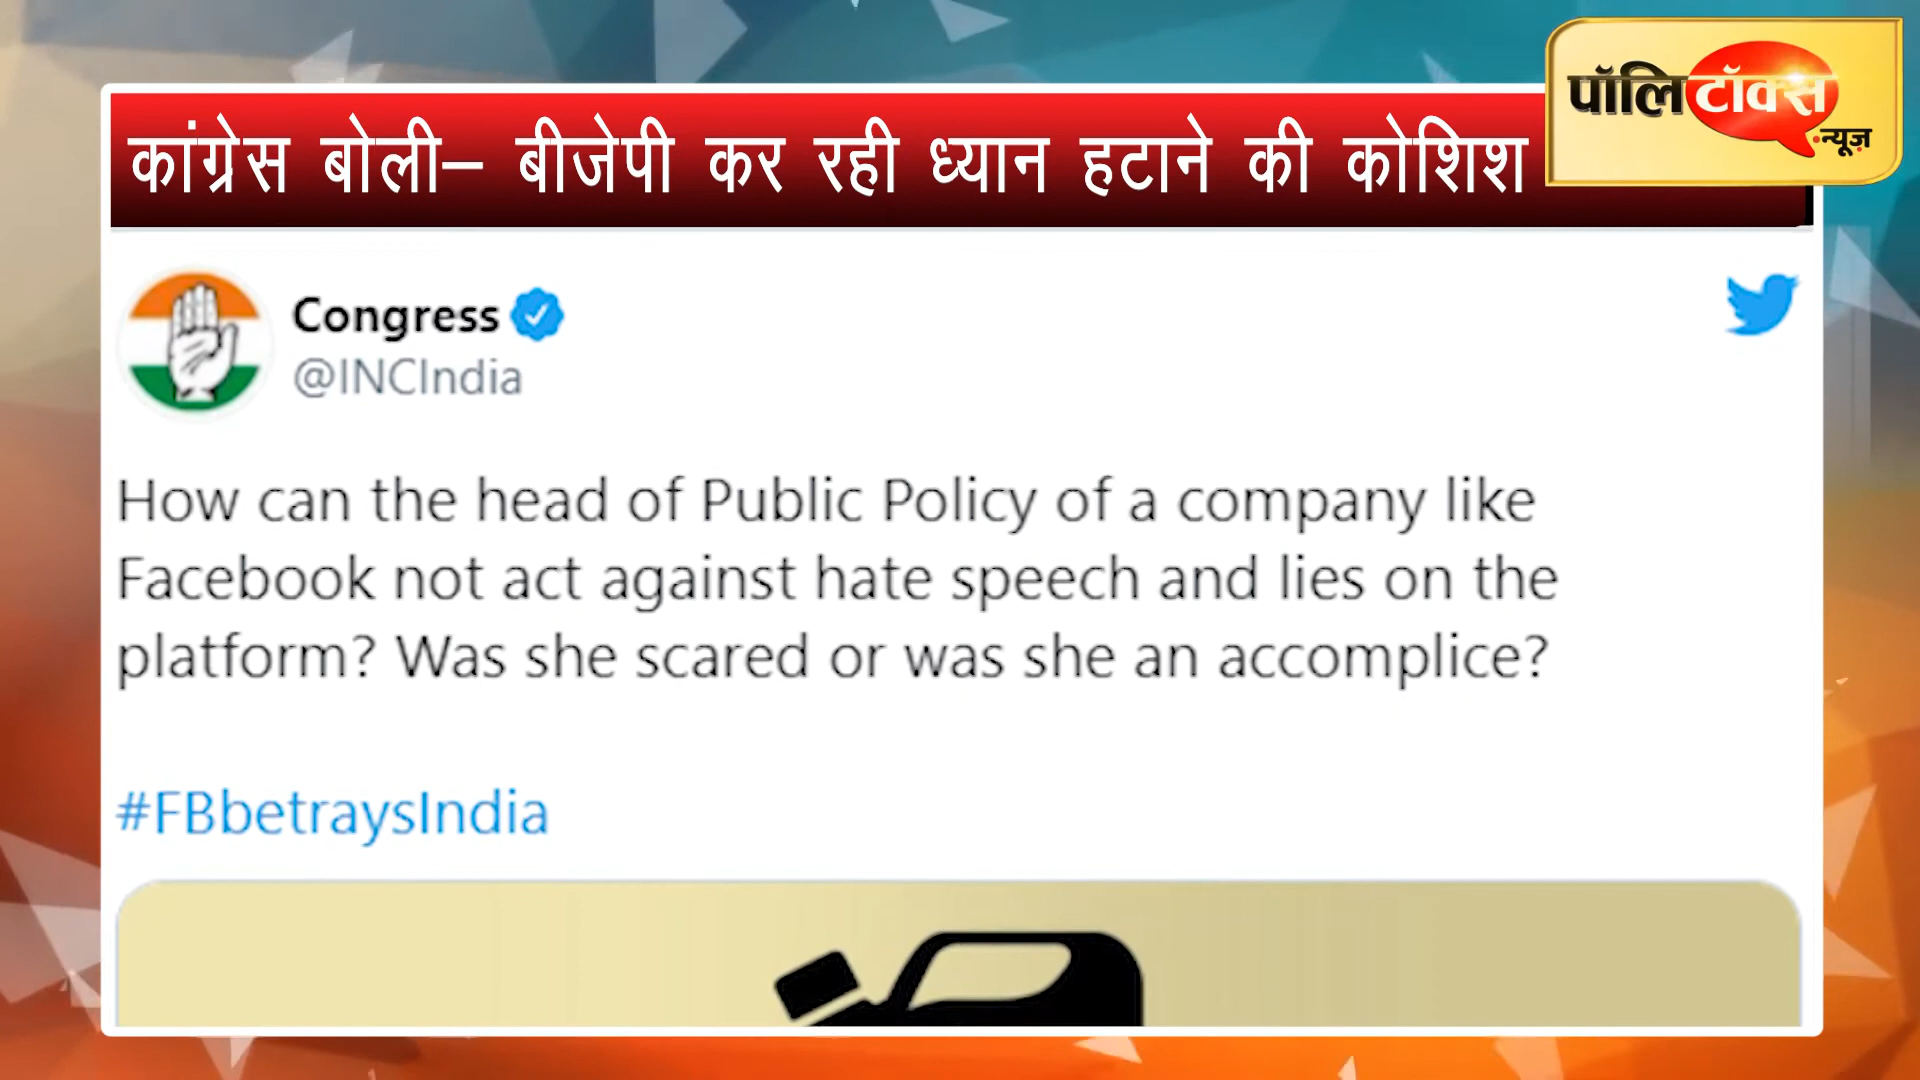 पॉलिटॉक्स
न्यूज़
कांग्रेस बोली– बीजेपी कर रही ध्यान हटाने की कोशिश
Congress
@INCIndia
How can the head of Public Policy of a company like
Facebook not act against hate speech and lies on the
platform? Was she scared or was she an accomplice?
#FBbetraysIndia